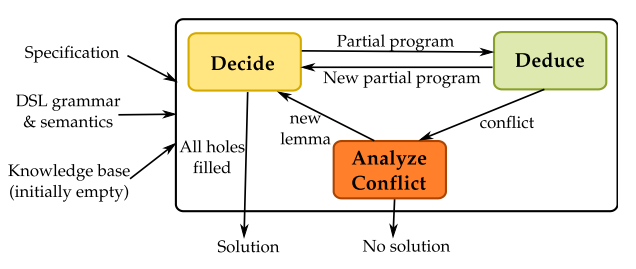 Specification
DSL grammar
& semantics
Knowledge base
(initially empty)
Decide
Partial program
New partial program
Deduce
new
lemma
conflict
All holes
filled
Analyze
Conflict
Solution
No solution